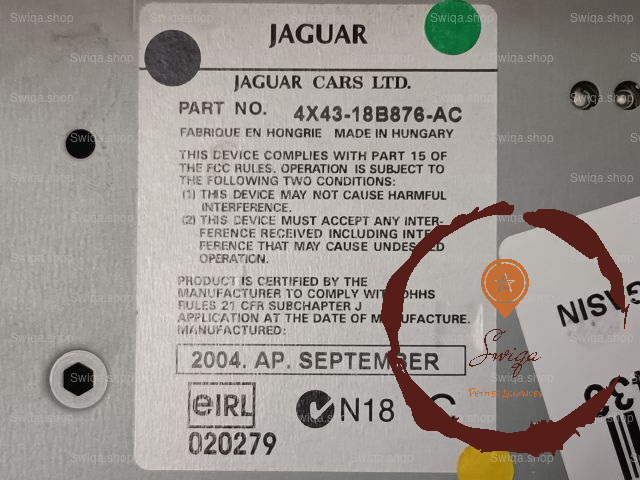 JAGUAR
JAGUAR CARS LTD.
PART NO. 4X43-18B876-AC
FABRIQUE EN HONGRIE MADE IN HUNGARY
THIS DEVICE COMPLIES WITH PART 15 OF
THE FCC RULES. OPERATION IS SUBJECT TO
THE FOLLOWING TWO CONDITIONS:
(1) THIS DEVICE MAY NOT CAUSE HARMFUL
INTERFERENCE.
(2) THIS DEVICE MUST ACCEPT ANY INTER-
FERENCE RECEIVED INCLUDING INTE
FERENCE THAT MAY CAUSE UNDESIRED
OPERATION.
PRODUCT IS CERTIFIED BY THE
MANUFACTURER TO COMPLY WITH DHHS
RULES 21 CFR SUBCHAPTER J
APPLICATION AT THE DATE OF MANUFACTURE.
MANUFACTURED:
2004. AP. SEPTEMBER
eIRL
N18
020279
Swiqa
PETITES ANNONCES
Swiqa.shop